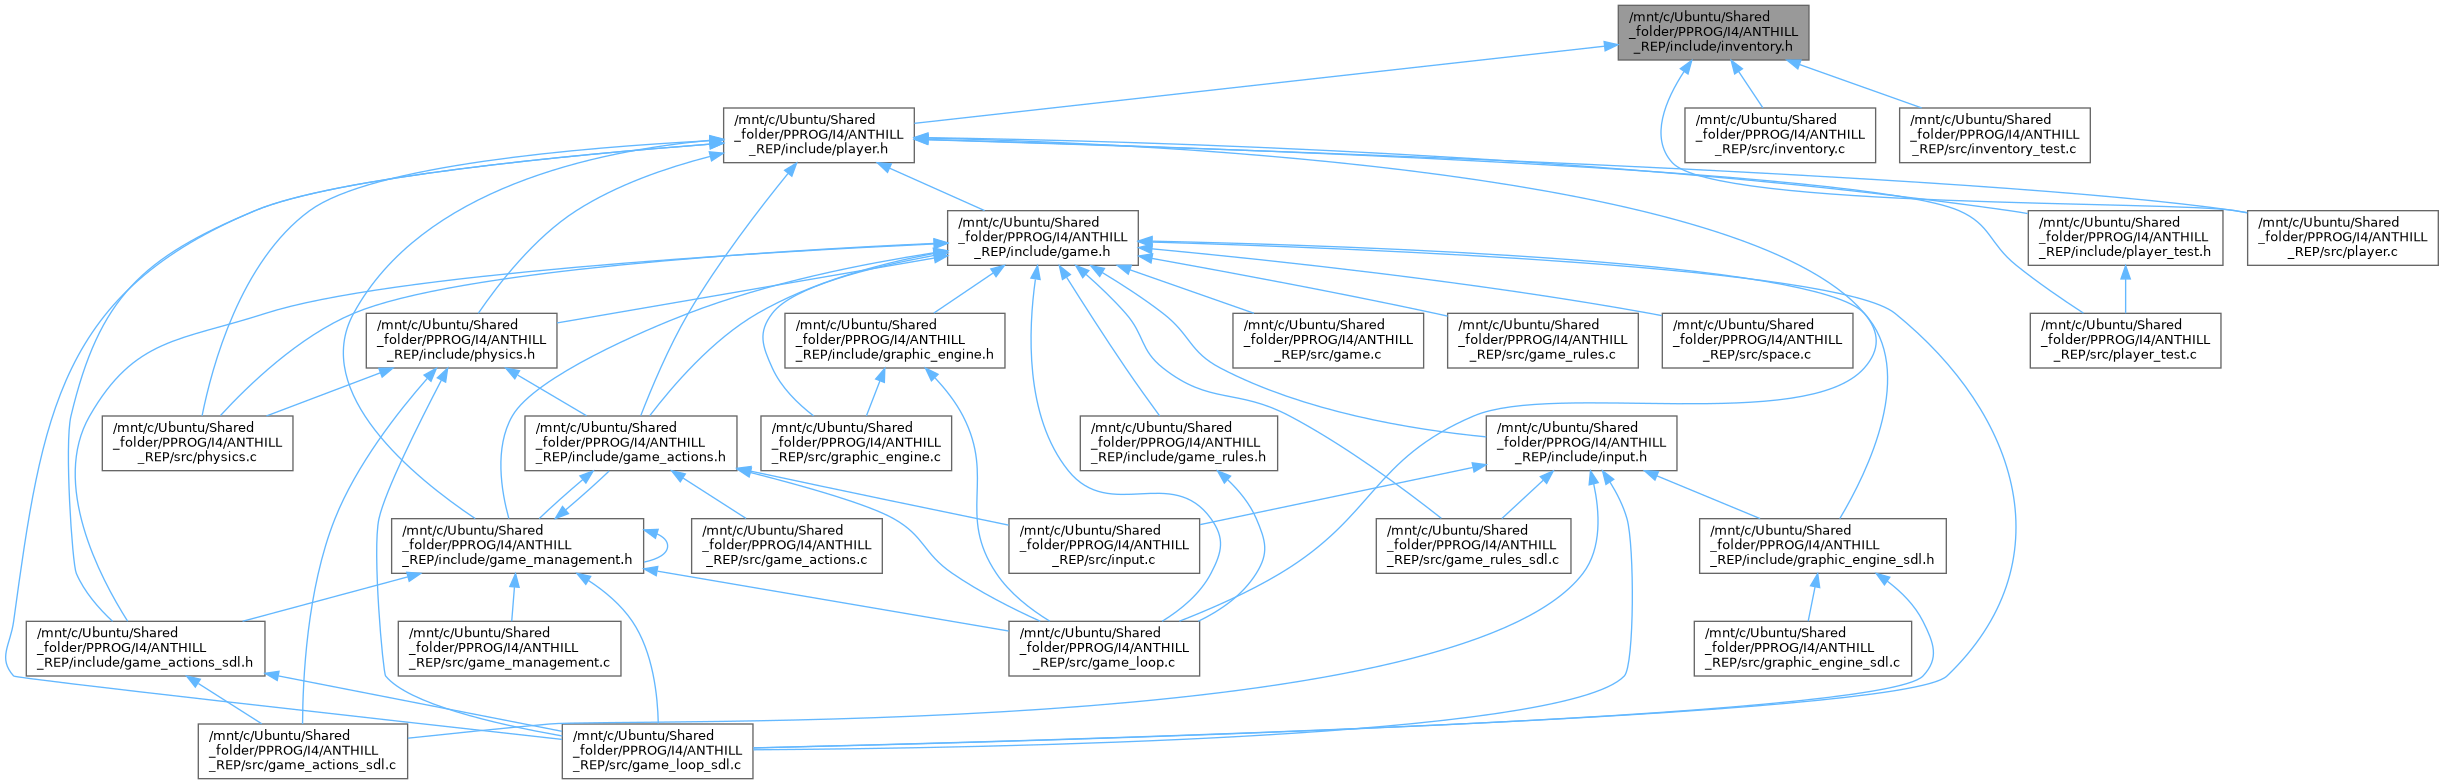 /mnt/c/Ubuntu/Shared
_folder/PPROG/I4/ANTHILL
_REP/include/inventory.h
/mnt/c/Ubuntu/Shared
_folder/PPROG/I4/ANTHILL
_REP/include/player.h
/mnt/c/Ubuntu/Shared
_folder/PPROG/I4/ANTHILL
_REP/src/inventory.c
/mnt/c/Ubuntu/Shared
_folder/PPROG/I4/ANTHILL
_REP/src/inventory_test.c
/mnt/c/Ubuntu/Shared
_folder/PPROG/I4/ANTHILL
_REP/include/game.h
/mnt/c/Ubuntu/Shared
_folder/PPROG/I4/ANTHILL
_REP/include/player_test.h
/mnt/c/Ubuntu/Shared
_folder/PPROG/I4/ANTHILL
_REP/src/player.c
/mnt/c/Ubuntu/Shared
_folder/PPROG/I4/ANTHILL
_REP/include/physics.h
/mnt/c/Ubuntu/Shared
_folder/PPROG/I4/ANTHILL
_REP/include/graphic_engine.h
/mnt/c/Ubuntu/Shared
_folder/PPROG/I4/ANTHILL
_REP/src/game.c
/mnt/c/Ubuntu/Shared
_folder/PPROG/I4/ANTHILL
_REP/src/game_rules.c
/mnt/c/Ubuntu/Shared
_folder/PPROG/I4/ANTHILL
_REP/src/space.c
/mnt/c/Ubuntu/Shared
_folder/PPROG/I4/ANTHILL
_REP/src/player_test.c
/mnt/c/Ubuntu/Shared
_folder/PPROG/I4/ANTHILL
_REP/src/physics.c
/mnt/c/Ubuntu/Shared
_folder/PPROG/I4/ANTHILL
_REP/include/game_actions.h
/mnt/c/Ubuntu/Shared
_folder/PPROG/I4/ANTHILL
_REP/src/graphic_engine.c
/mnt/c/Ubuntu/Shared
_folder/PPROG/I4/ANTHILL
_REP/include/game_rules.h
/mnt/c/Ubuntu/Shared
_folder/PPROG/I4/ANTHILL
_REP/include/input.h
/mnt/c/Ubuntu/Shared
_folder/PPROG/I4/ANTHILL
_REP/include/game_management.h
/mnt/c/Ubuntu/Shared
_folder/PPROG/I4/ANTHILL
_REP/src/game_actions.c
/mnt/c/Ubuntu/Shared
_folder/PPROG/I4/ANTHILL
_REP/src/input.c
/mnt/c/Ubuntu/Shared
_folder/PPROG/I4/ANTHILL
_REP/src/game_rules_sdl.c
/mnt/c/Ubuntu/Shared
_folder/PPROG/I4/ANTHILL
_REP/include/graphic_engine_sdl.h
/mnt/c/Ubuntu/Shared
_folder/PPROG/I4/ANTHILL
_REP/include/game_actions_sdl.h
/mnt/c/Ubuntu/Shared
_folder/PPROG/I4/ANTHILL
_REP/src/game_management.c
/mnt/c/Ubuntu/Shared
_folder/PPROG/I4/ANTHILL
_REP/src/game_loop.c
/mnt/c/Ubuntu/Shared
_folder/PPROG/I4/ANTHILL
_REP/src/graphic_engine_sdl.c
/mnt/c/Ubuntu/Shared
_folder/PPROG/I4/ANTHILL
_REP/src/game_actions_sdl.c
/mnt/c/Ubuntu/Shared
_folder/PPROG/I4/ANTHILL
_REP/src/game_loop_sdl.c